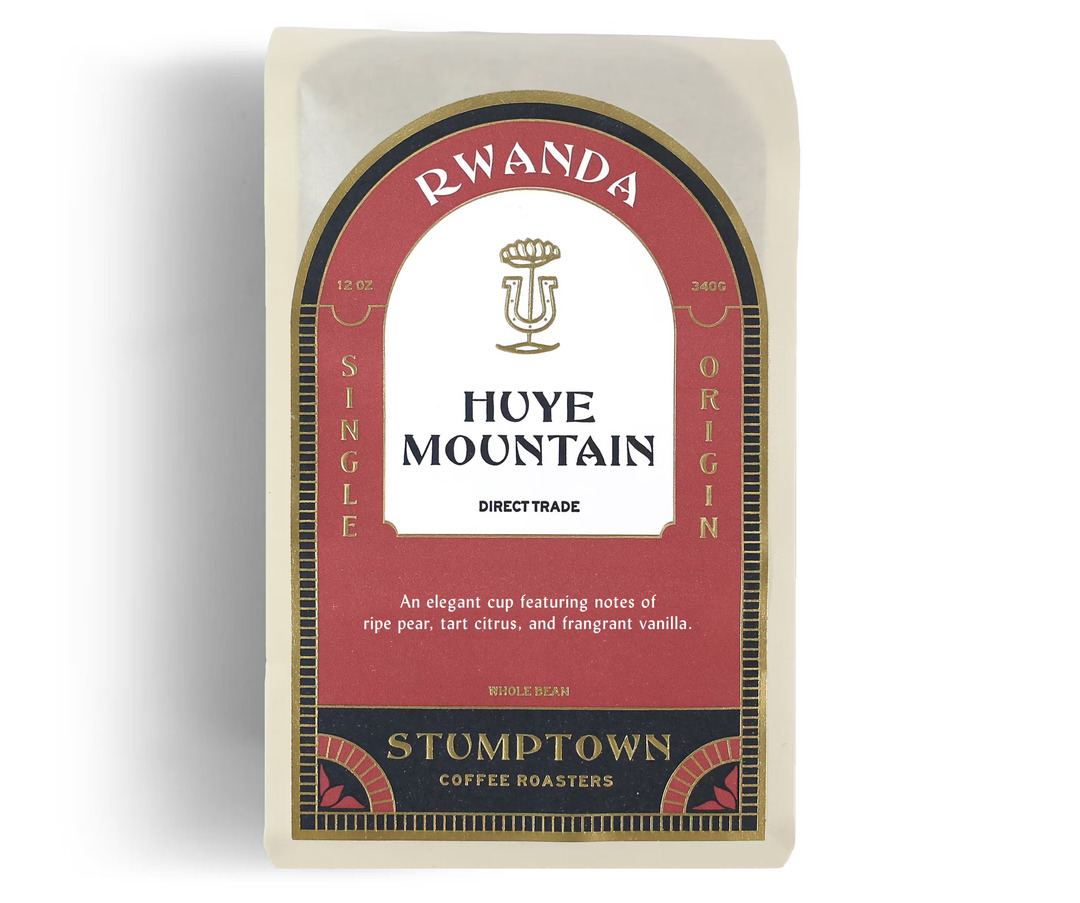 RWANDA
12 OZ
340G
SINGLE
ORIGIN
HUYE
MOUNTAIN
DIRECT TRADE
An elegant cup featuring notes of
ripe pear, tart citrus, and frangrant vanilla.
WHOLE BEAN
STUMPTOWN
COFFEE ROASTERS